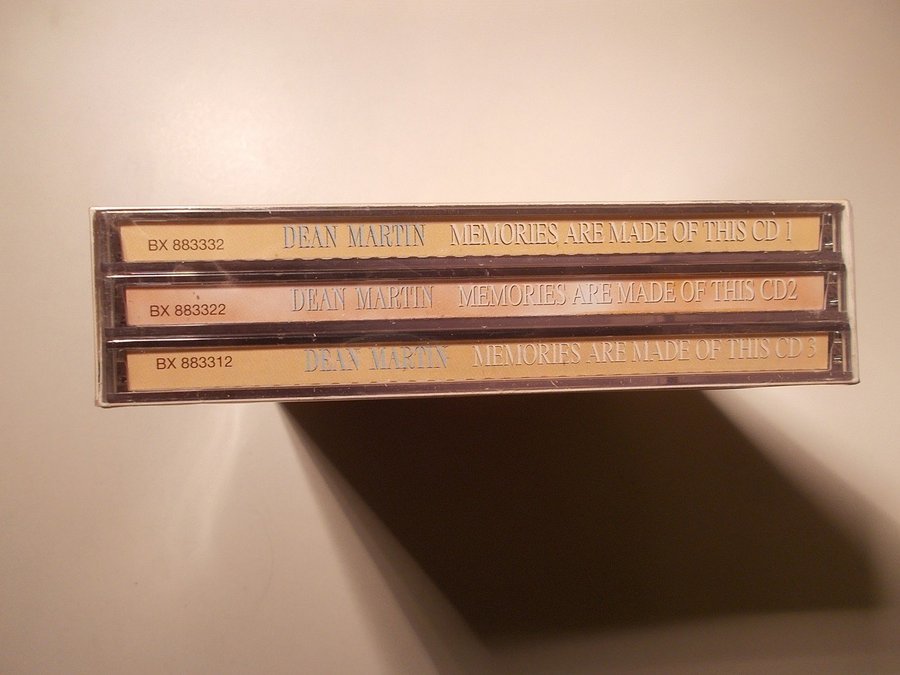 BX 883332 DEAN MARTIN MEMORIES ARE MADE OF THIS CD 1
BX 883322 DEAN MARTIN MEMORIES ARE MADE OF THIS CD2
BX 883312 DEAN MARTIN MEMORIES ARE MADE OF THIS CD 3